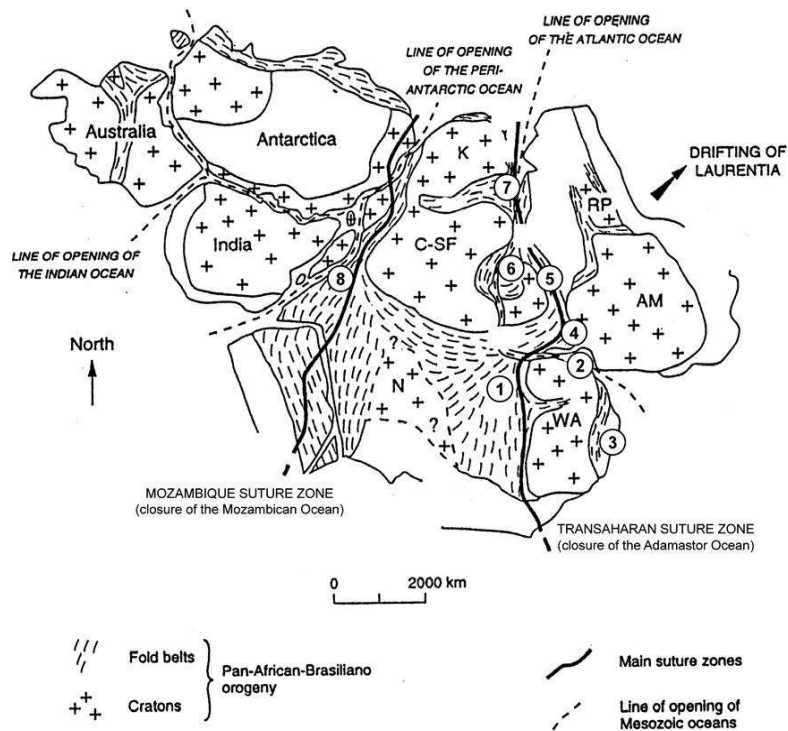 LINE OF OPENING
OF THE ATLANTIC OCEAN
LINE OF OPENING
OF THE PERI-
ANTARCTIC OCEAN
Australia
Antarctica
K
7
DRIFTING OF
LAURENTIA
RP
India
C-SF
LINE OF OPENING OF
THE INDIAN OCEAN
8
6
5
AM
4
North
?
2
N
1
WA
?
3
MOZAMBIQUE SUTURE ZONE
(closure of the Mozambican Ocean)
TRANSAHARAN SUTURE ZONE
(closure of the Adamastor Ocean)
0
2000 km
Fold belts
Cratons
Pan-African-Brasiliano
orogeny
Main suture zones
Line of opening of
Mesozoic oceans